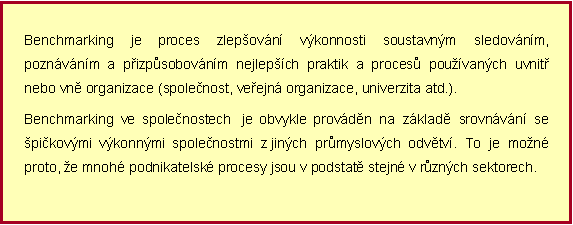 Benchmarking je proces zlepšování výkonnosti soustavným sledováním,
poznáváním a přizpůsobováním nejlepších praktik a procesů používaných uvnitř
nebo vně organizace (společnost, veřejná organizace, univerzita atd.).
Benchmarking ve společnostech je obvykle prováděn na základě srovnávání se
špičkovými výkonnými společnostmi z jiných průmyslových odvětví. To je možné
proto, že mnohé podnikatelské procesy jsou v podstatě stejné v různých sektorech.